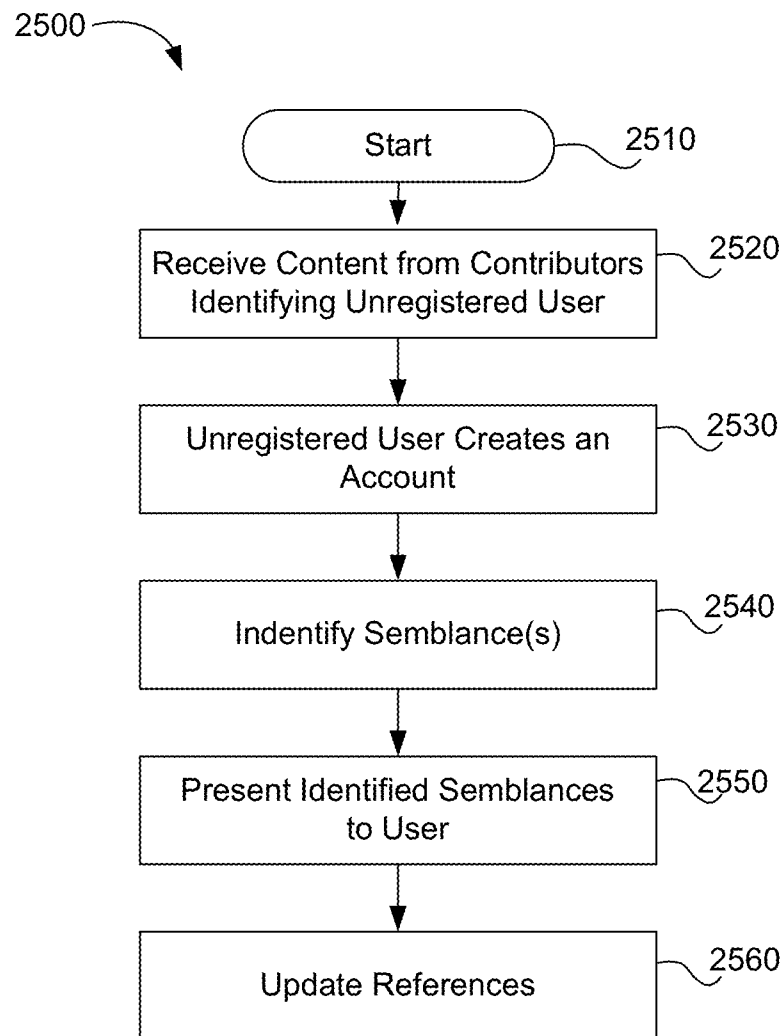 2500
Start
2510
Receive Content from Contributors
Identifying Unregistered User
2520
Unregistered User Creates an
Account
2530
Indentify Semblance(s)
2540
Present Identified Semblances
to User
2550
Update References
2560